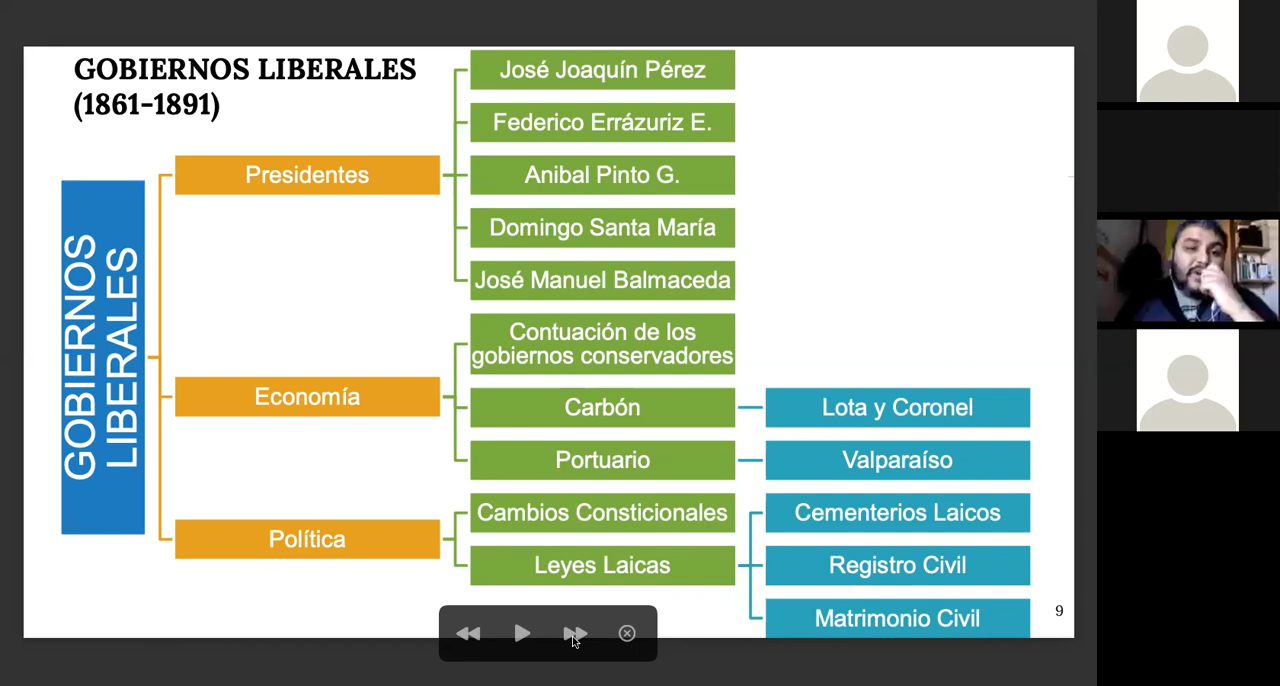 GOBIERNOS LIBERALES
(1861-1891)
GOBIERNOS
LIBERALES
Presidentes
José Joaquín Pérez
Federico Errázuriz E.
Anibal Pinto G.
Domingo Santa María
José Manuel Balmaceda
Economía
Contuación de los
gobiernos conservadores
Carbón
Lota y Coronel
Portuario
Valparaíso
Política
Cambios Consticionales
Leyes Laicas
Cementerios Laicos
Registro Civil
Matrimonio Civil
9